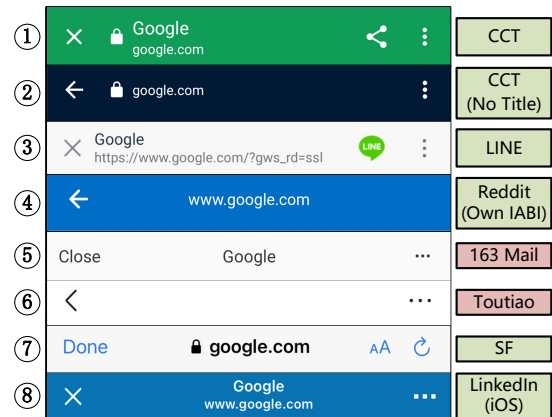 ① Google google.com CCT
② google.com CCT (No Title)
③ Google https://www.google.com/?gws_rd=ssl LINE LINE
④ www.google.com Reddit (Own IABI)
⑤ Close Google ... 163 Mail
⑥ ... Toutiao
⑦ Done google.com AA SF
⑧ Google www.google.com ... LinkedIn (iOS)